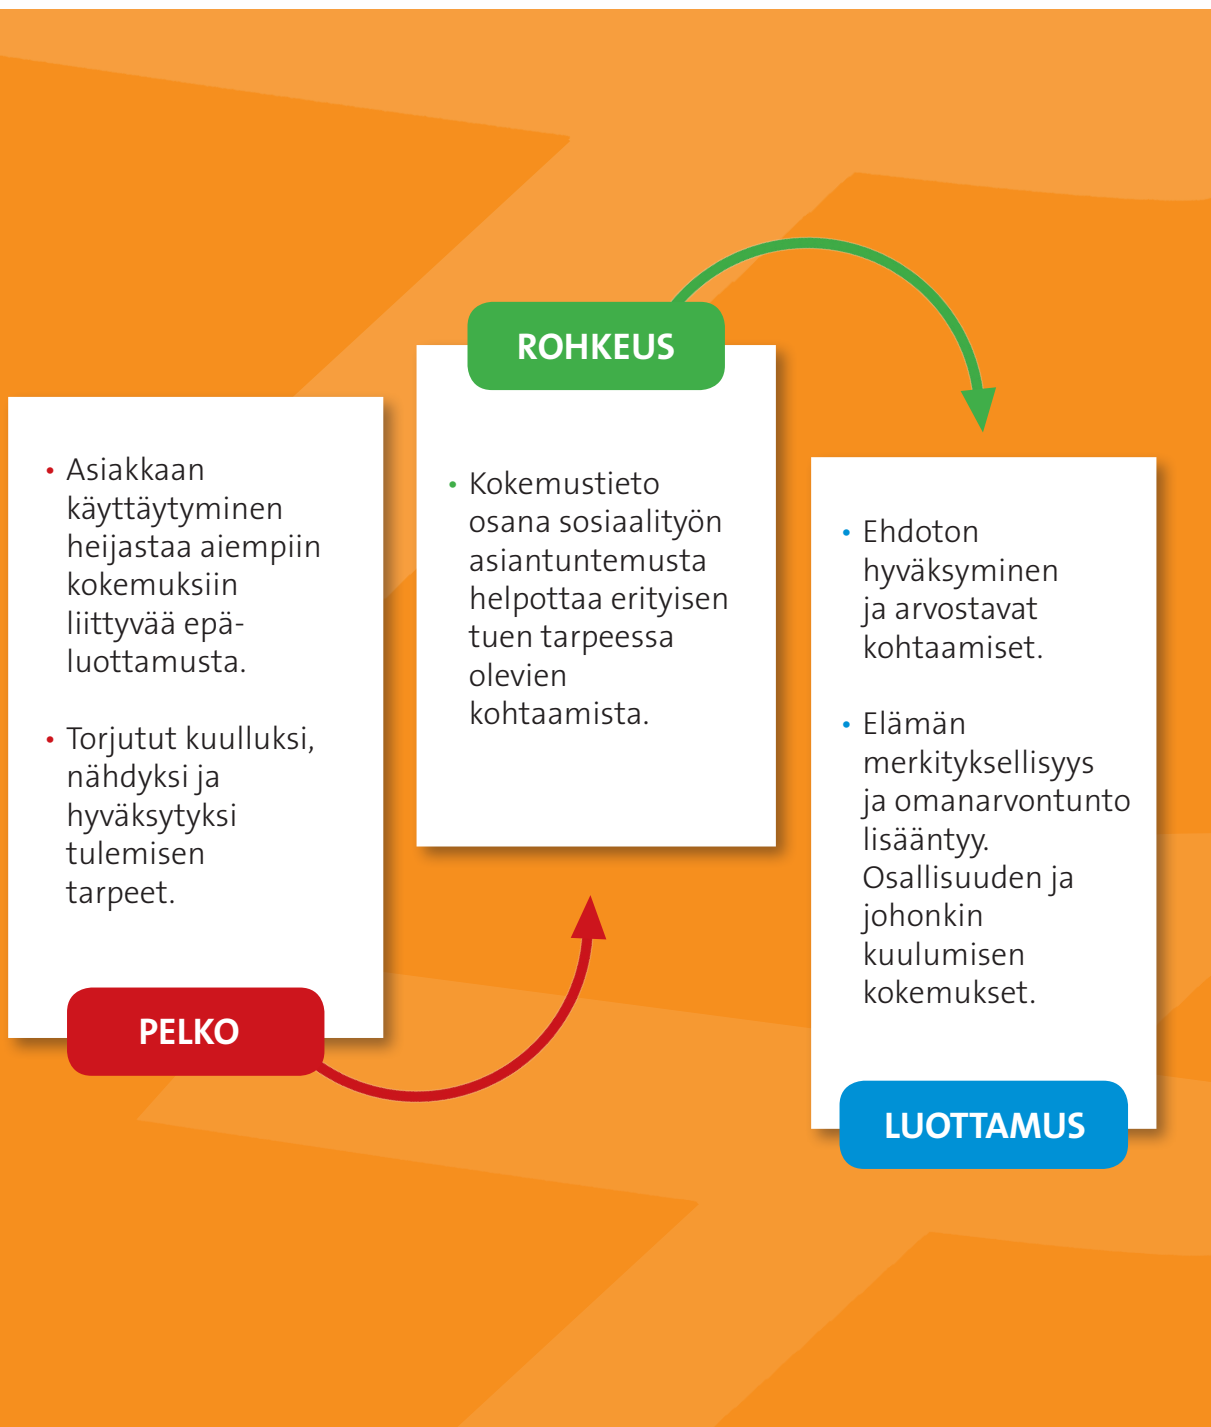 • Asiakkaan
käyttäytyminen
heijastaa aiempiin
kokemuksiin
liittyvää epä-
luottamusta.
• Torjutut kuulluksi,
nähdyksi ja
hyväksytyksi
tulemisen
tarpeet.
PELKO
ROHKEUS
• Kokemustieto
osana sosiaalityön
asiantuntemusta
helpottaa erityisen
tuen tarpeessa
olevien
kohtaamista.
• Ehdoton
hyväksyminen
ja arvostavat
kohtaamiset.
• Elämän
merkityksellisyys
ja omanarvontunto
lisääntyy.
Osallisuuden ja
johonkin
kuulumisen
kokemukset.
LUOTTAMUS